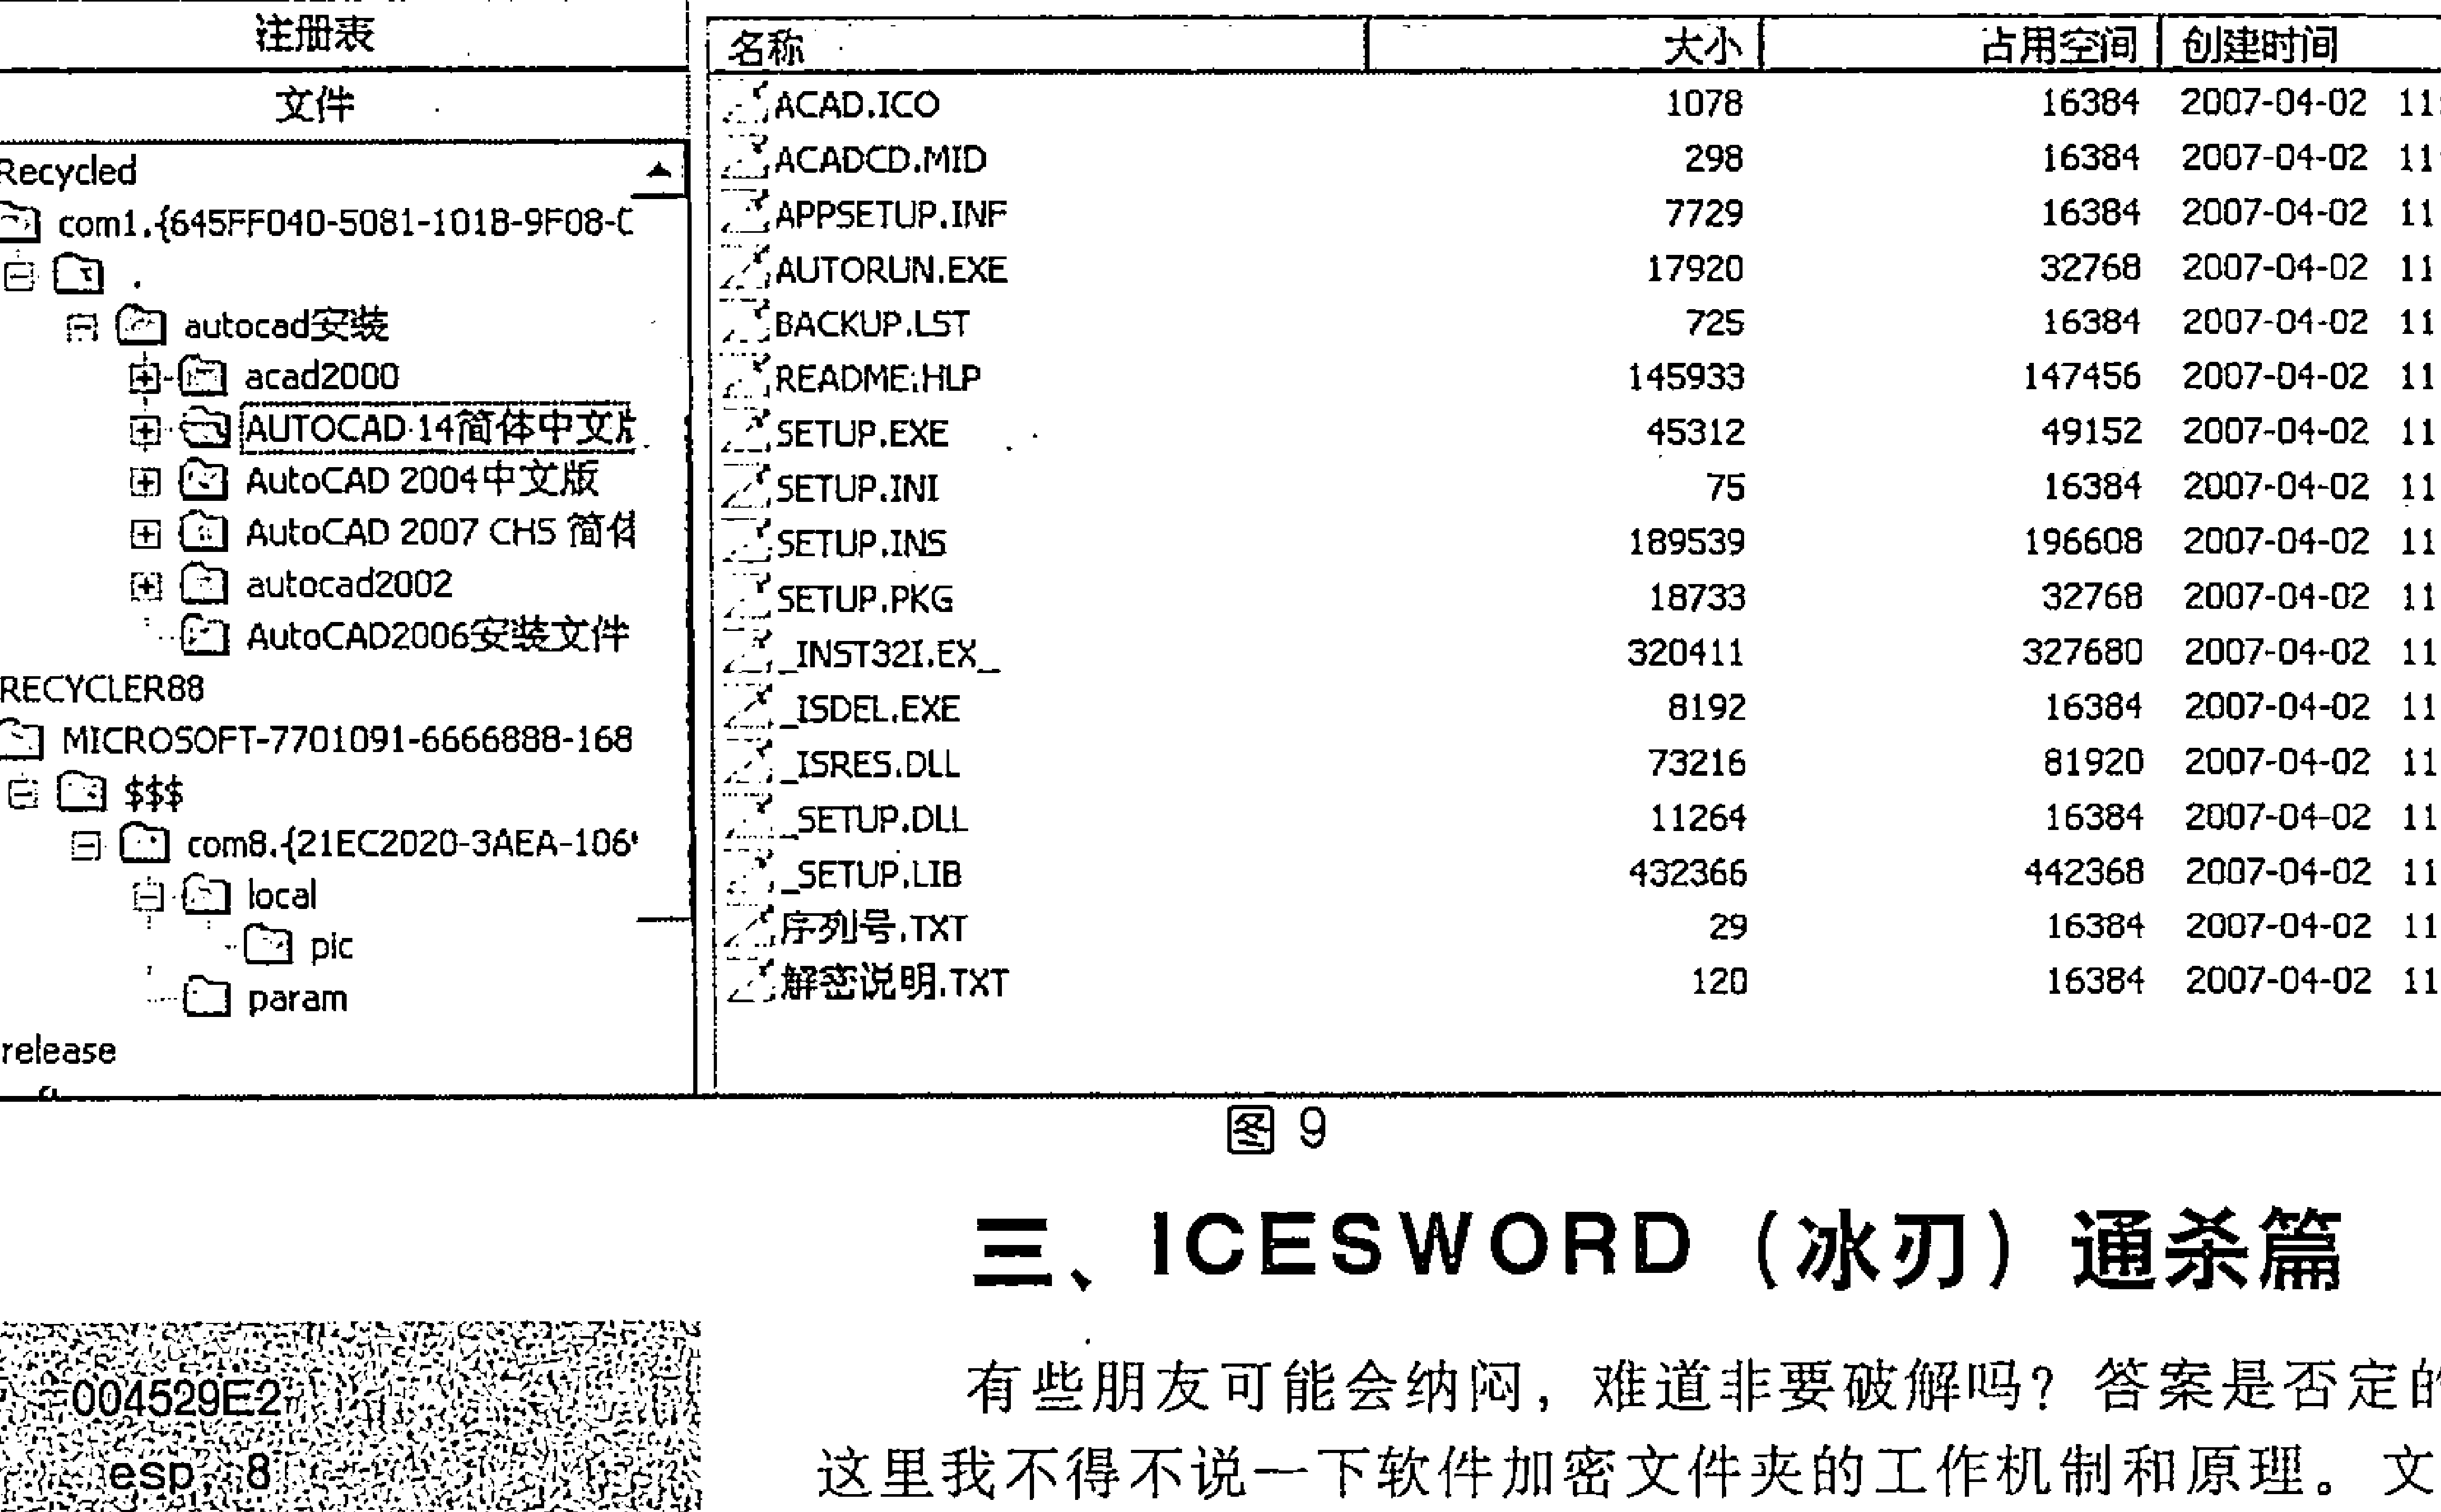 注册表
文件
Recycled
com1.{645FF040-5081-101B-9F08-
.
autocad安装
acad2000
AUTOCAD 14简体中文版
AutoCAD 2004中文版
AutoCAD 2007 CHS 简体
autocad2002
AutoCAD2006安装文件
RECYCLER88
MICROSOFT-7701091-6666888-168
$$$
com8.{21EC2020-3AEA-106
local
pic
param
release
名称 大小 占用空间 创建时间
ACAD.ICO 1078 16384 2007-04-02 11
ACADCD.MID 298 16384 2007-04-02 11
APPSETUP.INF 7729 16384 2007-04-02 11
AUTORUN.EXE 17920 32768 2007-04-02 11
BACKUP.LST 725 16384 2007-04-02 11
README.HLP 145933 147456 2007-04-02 11
SETUP.EXE 45312 49152 2007-04-02 11
SETUP.INI 75 16384 2007-04-02 11
SETUP.INS 189539 196608 2007-04-02 11
SETUP.PKG 18733 32768 2007-04-02 11
_INST32I.EX_ 320411 327680 2007-04-02 11
_ISDEL.EXE 8192 16384 2007-04-02 11
_ISRES.DLL 73216 81920 2007-04-02 11
_SETUP.DLL 11264 16384 2007-04-02 11
_SETUP.LIB 432366 442368 2007-04-02 11
序列号.TXT 29 16384 2007-04-02 11
解密说明.TXT 120 16384 2007-04-02 11
图 9
三、ICESWORD（冰刃）通杀篇
有些朋友可能会纳闷，难道非要破解吗？答案是否定的
这里我不得不说一下软件加密文件夹的工作机制和原理。文
004529E2
esp, 8